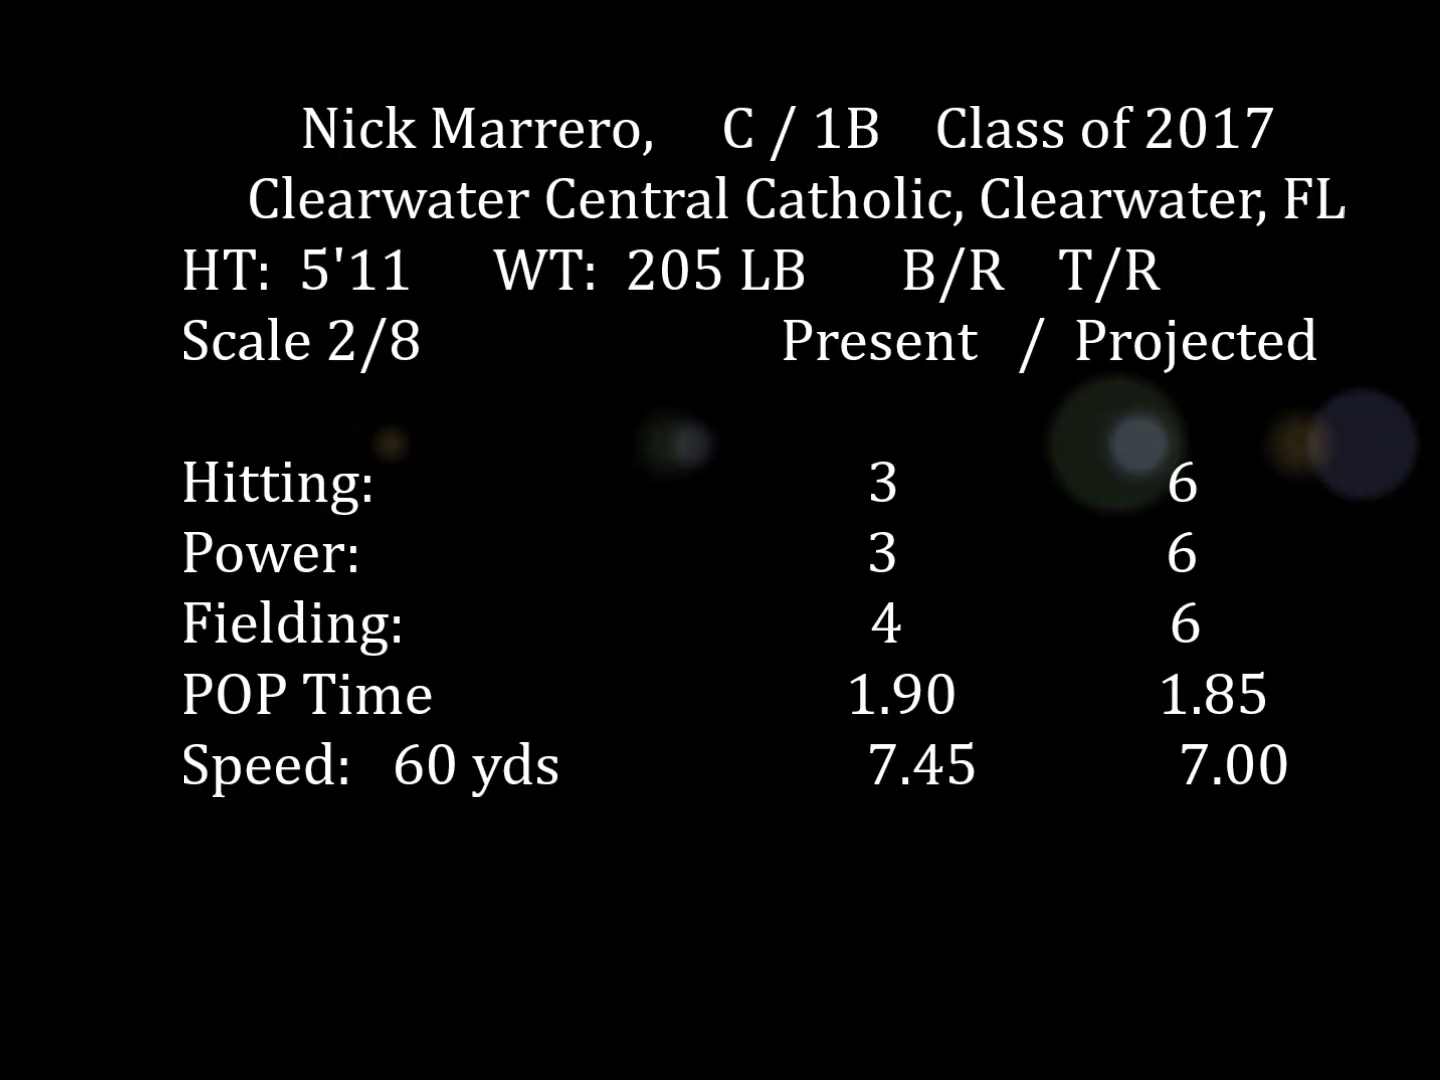 Nick Marrero, C / 1B Class of 2017
Clearwater Central Catholic, Clearwater, FL
HT: 5'11 WT: 205 LB B/R T/R
Scale 2/8 Present / Projected
Hitting: 3 6
Power: 3 6
Fielding: 4 6
POP Time 1.90 1.85
Speed: 60 yds 7.45 7.00